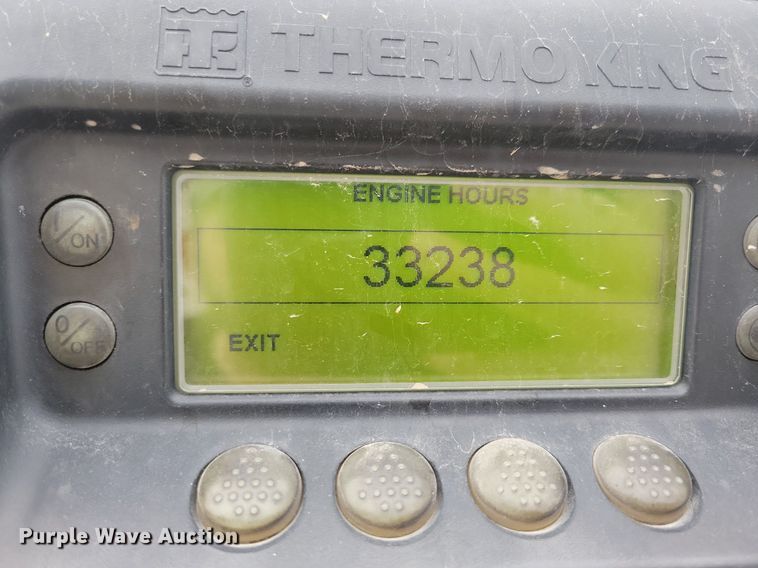 THERMO KING
ENGINE HOURS
I/ON
33238
O/OFF
EXIT
Purple Wave Auction